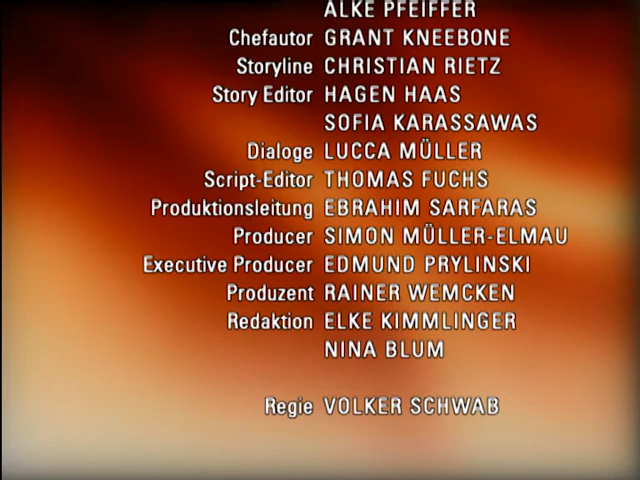 ALKE PFEIFFER
Chefautor GRANT KNEEBONE
Storyline CHRISTIAN RIETZ
Story Editor HAGEN HAAS
SOFIA KARASSAWAS
Dialoge LUCCA MÜLLER
Script-Editor THOMAS FUCHS
Produktionsleitung EBRAHIM SARFARAS
Producer SIMON MÜLLER-ELMAU
Executive Producer EDMUND PRYLINSKI
Produzent RAINER WEMCKEN
Redaktion ELKE KIMMLINGER
NINA BLUM
Regie VOLKER SCHWAB